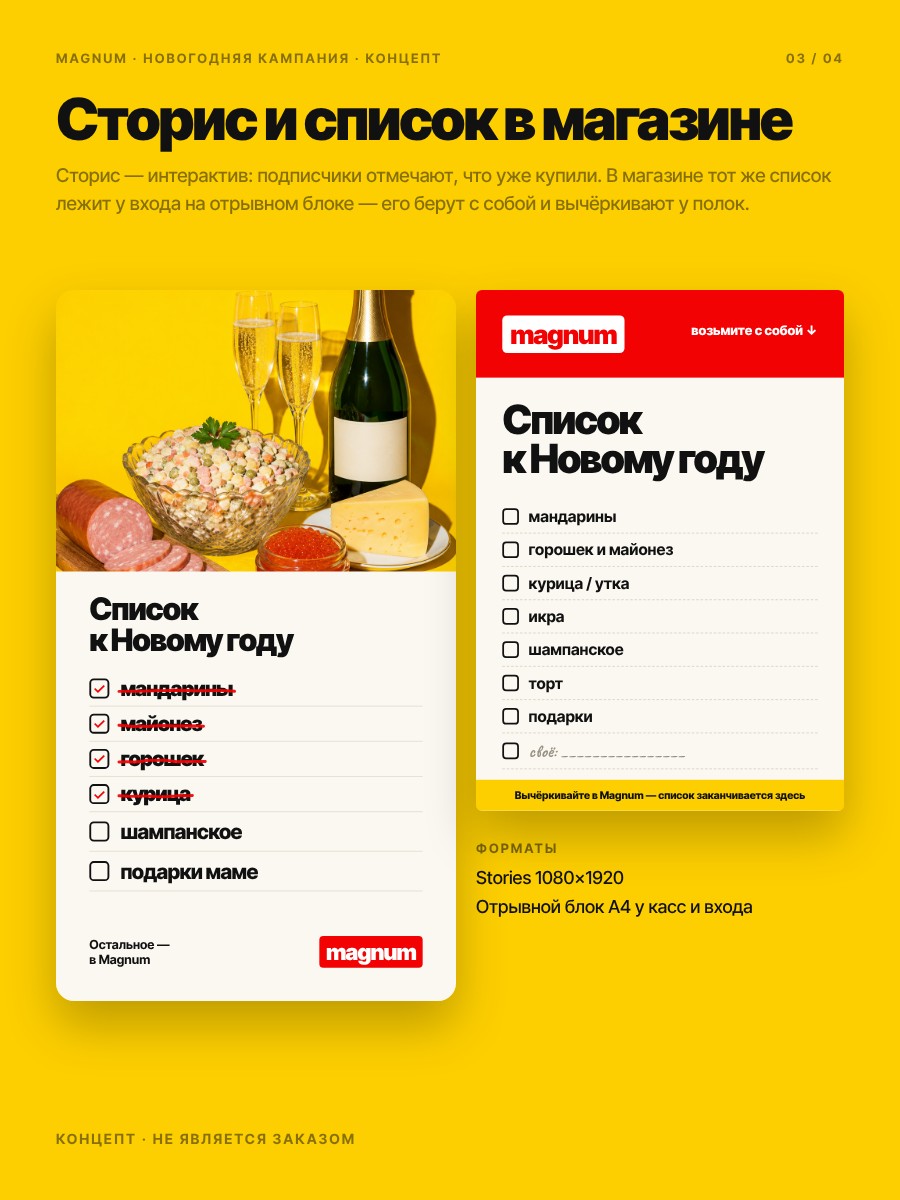 MAGNUM · НОВОГОДНЯЯ КАМПАНИЯ · КОНЦЕПТ
03 / 04
Сторис и список в магазине
Сторис — интерактив: подписчики отмечают, что уже купили. В магазине тот же список
лежит у входа на отрывном блоке — его берут с собой и вычёркивают у полок.
Список
к Новому году
мандарины
майонез
горошек
курица
шампанское
подарки маме
Остальное —
в Magnum
magnum
magnum
возьмите с собой ↓
Список
к Новому году
мандарины
горошек и майонез
курица / утка
икра
шампанское
торт
подарки
своё: _______________
Вычёркивайте в Magnum — список заканчивается здесь
ФОРМАТЫ
Stories 1080×1920
Отрывной блок А4 у касс и входа
КОНЦЕПТ · НЕ ЯВЛЯЕТСЯ ЗАКАЗОМ